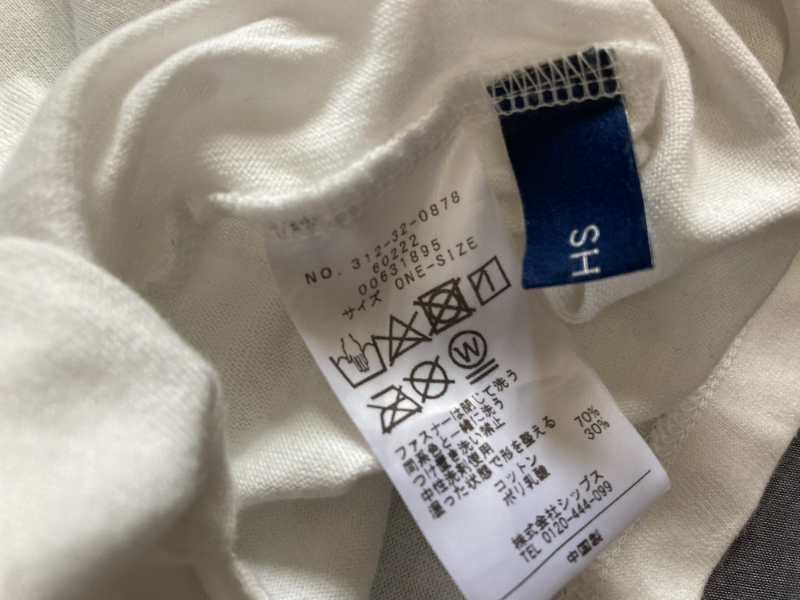 NO. 312-32-0878
60222
00631895
サイズ ONE-SIZE
W
ファスナーは閉じて洗う
同系色と一緒に洗う
つけ置き洗い禁止
中性洗剤使用
湿った状態で形を整える
コットン 70%
ポリ乳酸 30%
株式会社シップス
TEL 0120-444-099
中国製
SH